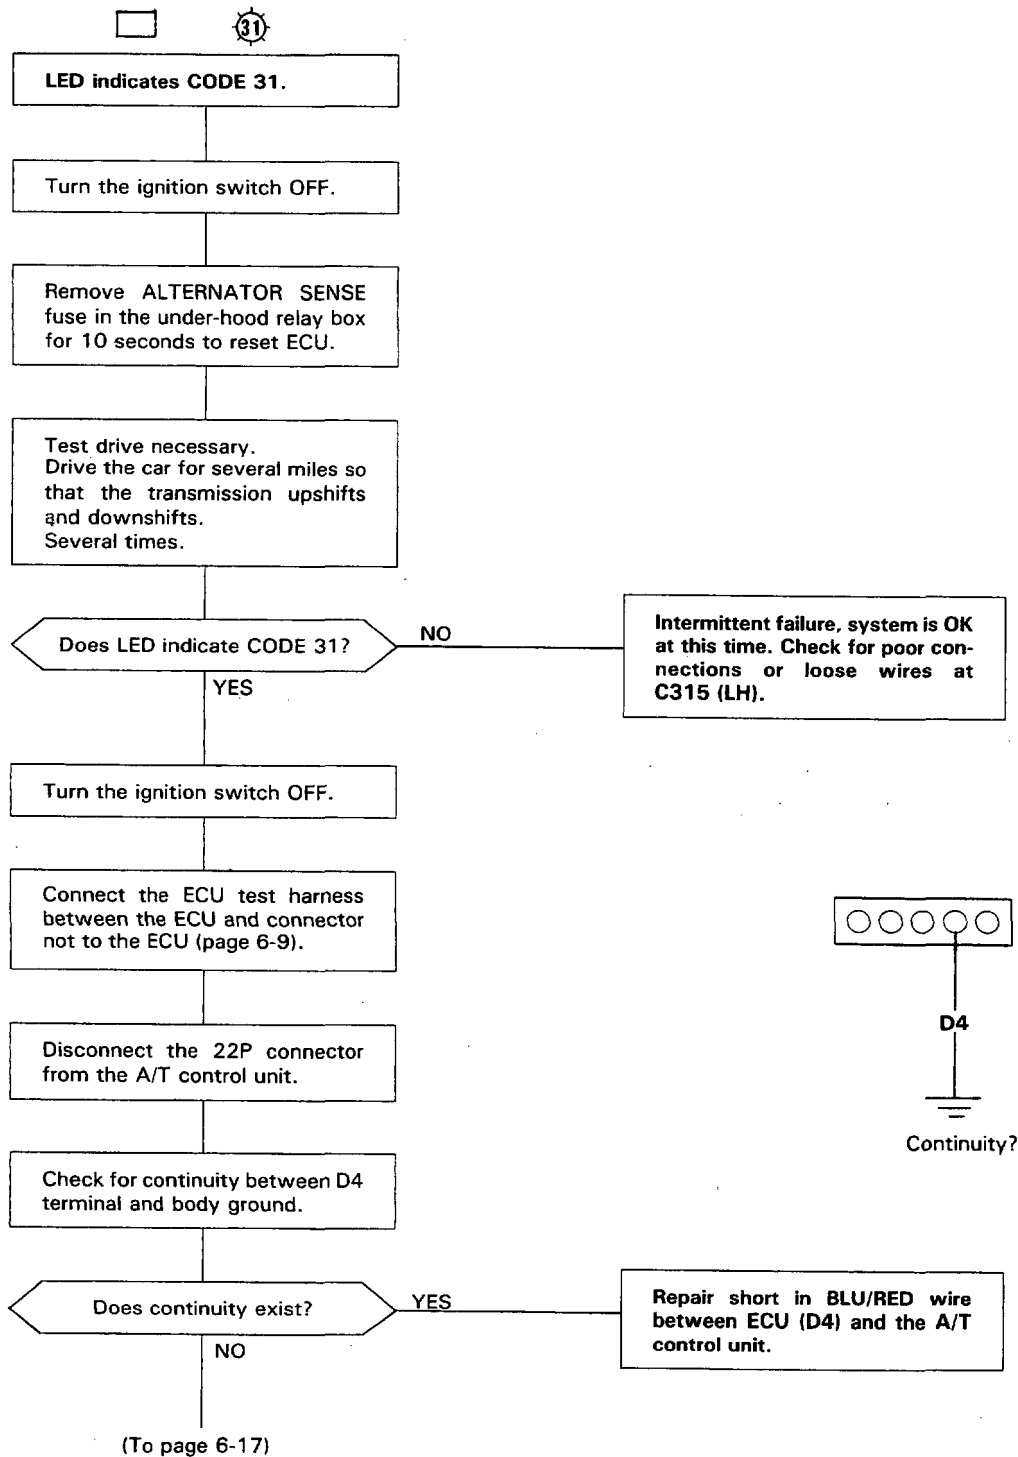 31
LED indicates CODE 31.
Turn the ignition switch OFF.
Remove ALTERNATOR SENSE
fuse in the under-hood relay box
for 10 seconds to reset ECU.
Test drive necessary.
Drive the car for several miles so
that the transmission upshifts
and downshifts.
Several times.
Does LED indicate CODE 31?
NO
Intermittent failure, system is OK
at this time. Check for poor con-
nections or loose wires at
C315 (LH).
YES
Turn the ignition switch OFF.
Connect the ECU test harness
between the ECU and connector
not to the ECU (page 6-9).
D4
Continuity?
Disconnect the 22P connector
from the A/T control unit.
Check for continuity between D4
terminal and body ground.
Does continuity exist?
YES
Repair short in BLU/RED wire
between ECU (D4) and the A/T
control unit.
NO
(To page 6-17)